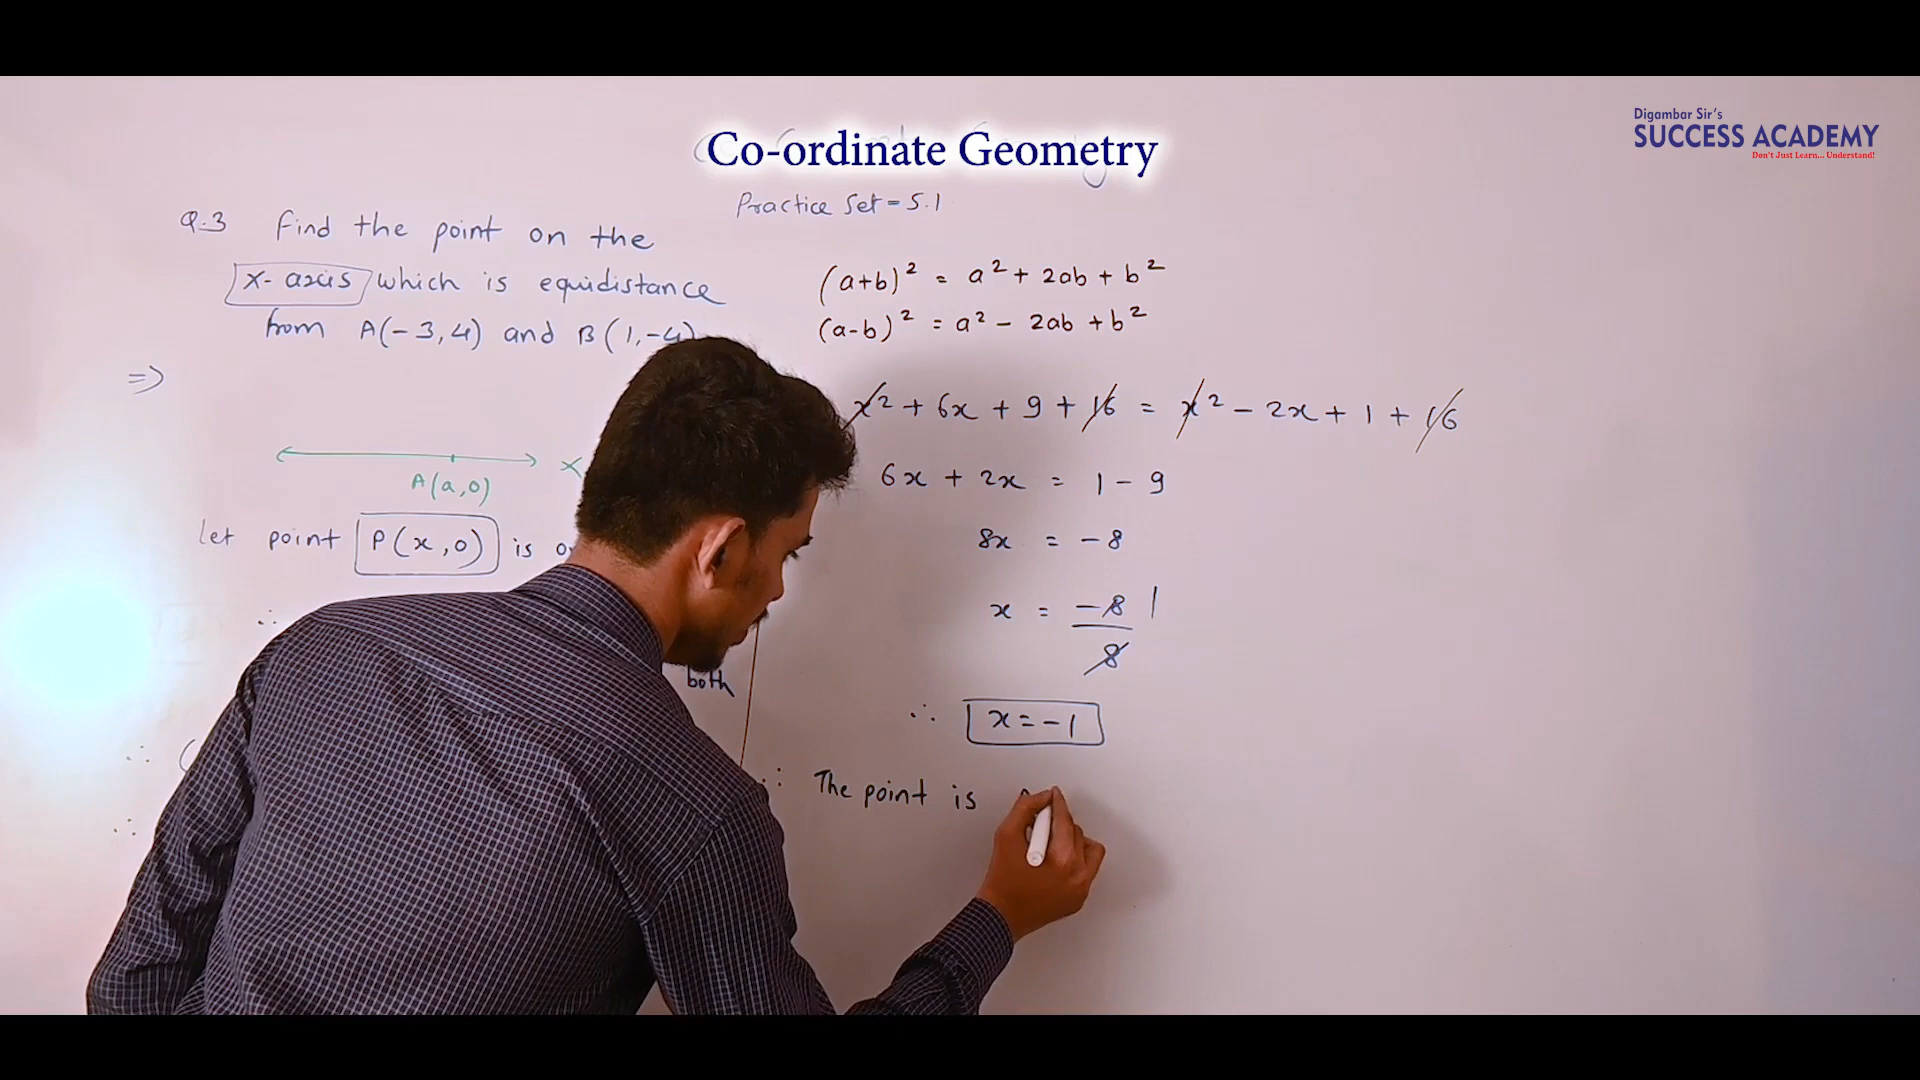 Co-ordinate Geometry
Digambar Sir's
SUCCESS ACADEMY
Don't Just Learn... Understand!
Practice Set = 5.1
Q.3 Find the point on the
x-axis which is equidistance
from A(-3,4) and B(1,-4)
⇒
A(a,0)
X
let point P(x,0) is
∴
both
∴ (
∴
(a+b)² = a² + 2ab + b²
(a-b)² = a² - 2ab + b²
x² + 6x + 9 + 16 = x² - 2x + 1 + 16
6x + 2x = 1 - 9
8x = -8
x = -8/8 1
∴ x = -1
∴ The point is